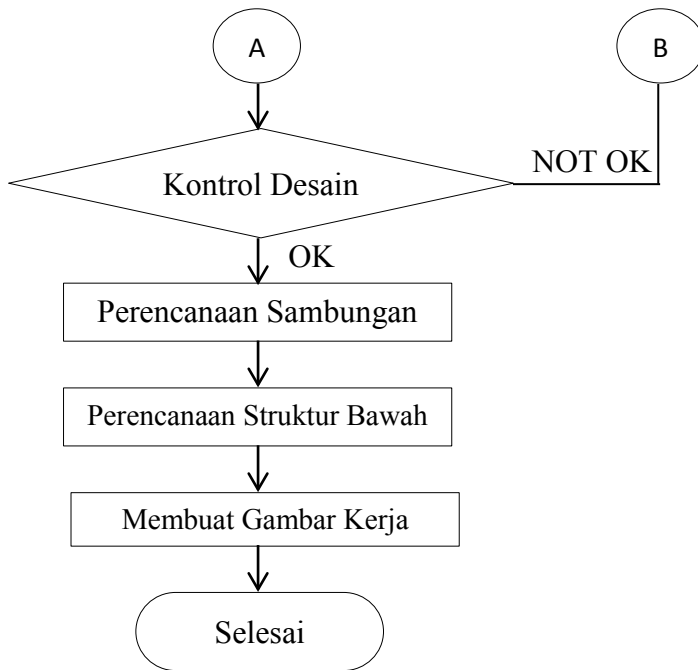 A
B
NOT OK
Kontrol Desain
OK
Perencanaan Sambungan
Perencanaan Struktur Bawah
Membuat Gambar Kerja
Selesai